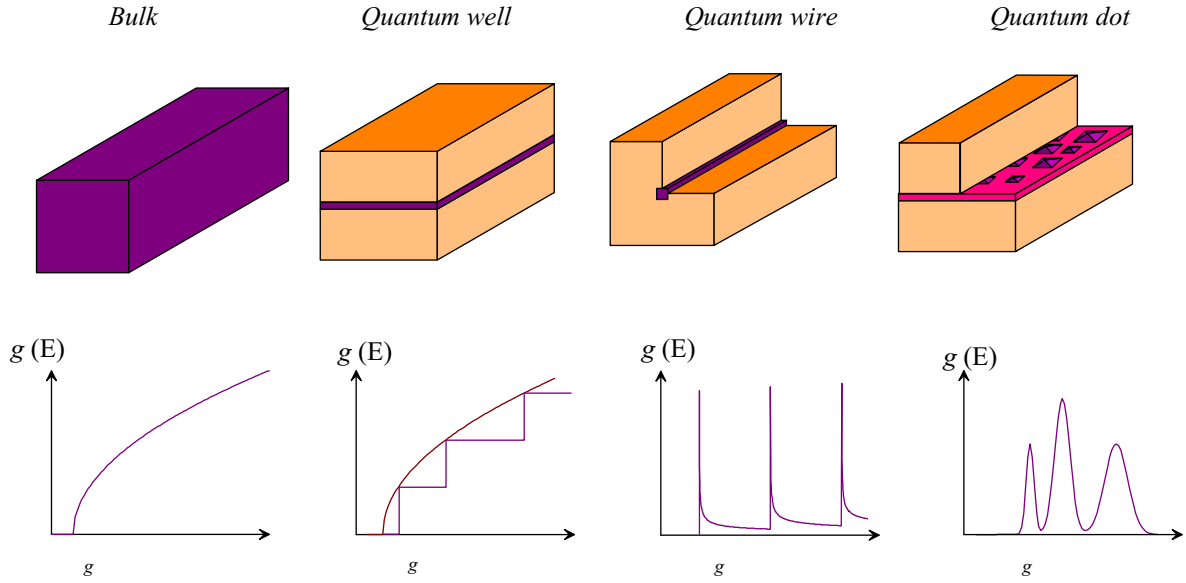 Bulk
Quantum well
Quantum wire
Quantum dot
g (E)
g (E)
g (E)
g (E)
g
g
g
g